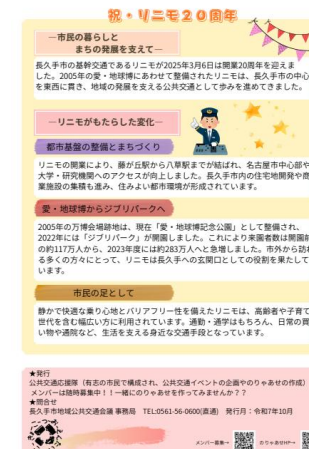 祝・リニモ２０周年
―市民の暮らしと
まちの発展を支えて―
長久手市の基幹交通であるリニモが2025年3月6日は開業20周年を迎えま
した。2005年の愛・地球博にあわせて整備されたリニモは、長久手市の中心
を東西に貫き、地域の発展を支える公共交通として歩みを進めてきました。
―リニモがもたらした変化―
都市基盤の整備とまちづくり
リニモの開業により、藤が丘駅から八草駅までが結ばれ、名古屋市中心部や
大学・研究機関へのアクセスが向上しました。長久手市内の住宅地開発や商
業施設の集積も進み、住みよい都市環境が形成されています。
愛・地球博からジブリパークへ
2005年の万博会場跡地は、現在「愛・地球博記念公園」として整備され、
2022年には「ジブリパーク」が開園しました。これにより来園者数は開園前
の約117万人から、2023年度には約283万人へと急増しました。市外から訪れ
る多くの方々にとって、リニモは長久手への玄関口としての役割を果たして
います。
市民の足として
静かで快適な乗り心地とバリアフリー性を備えたリニモは、高齢者や子育て
世代を含む幅広い方に利用されています。通勤・通学はもちろん、日常の買
い物や通院など、生活を支える身近な交通手段となっています。
★発行
公共交通応援隊（有志の市民で構成され、公共交通イベントの企画やのりゃあせの作成）
メンバーは随時募集中！！一緒にのりゃあせを作ってみませんか？？
★問合せ
長久手市地域公共交通会議 事務局 TEL:0561-56-0600(直通) 発行月：令和7年10月
メンバー募集→ のりゃあせHP→